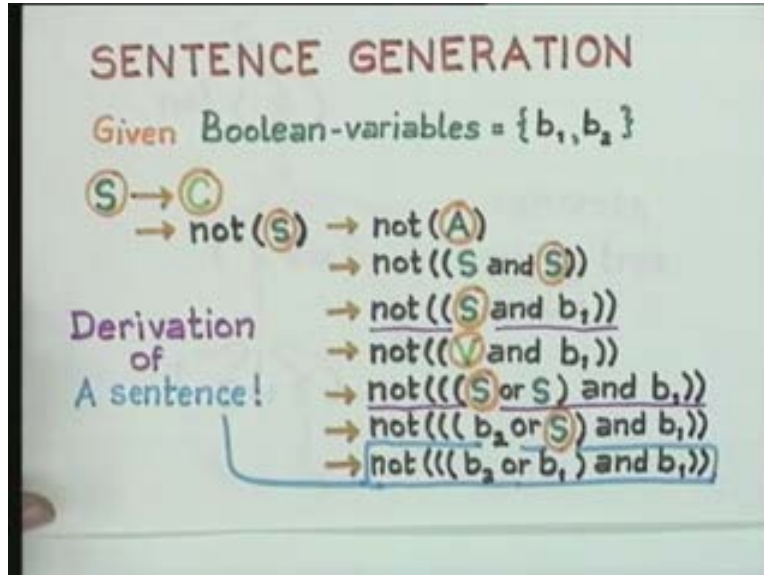 SENTENCE GENERATION
Given Boolean-variables = {b₁, b₂}
S → C
→ not(S) → not(A)
→ not((S and S))
→ not((S and b₁))
→ not((V and b₁))
→ not(((S or S) and b₁))
→ not(((b₂ or S) and b₁))
→ not(((b₂ or b₁) and b₁))
Derivation
of
A sentence!